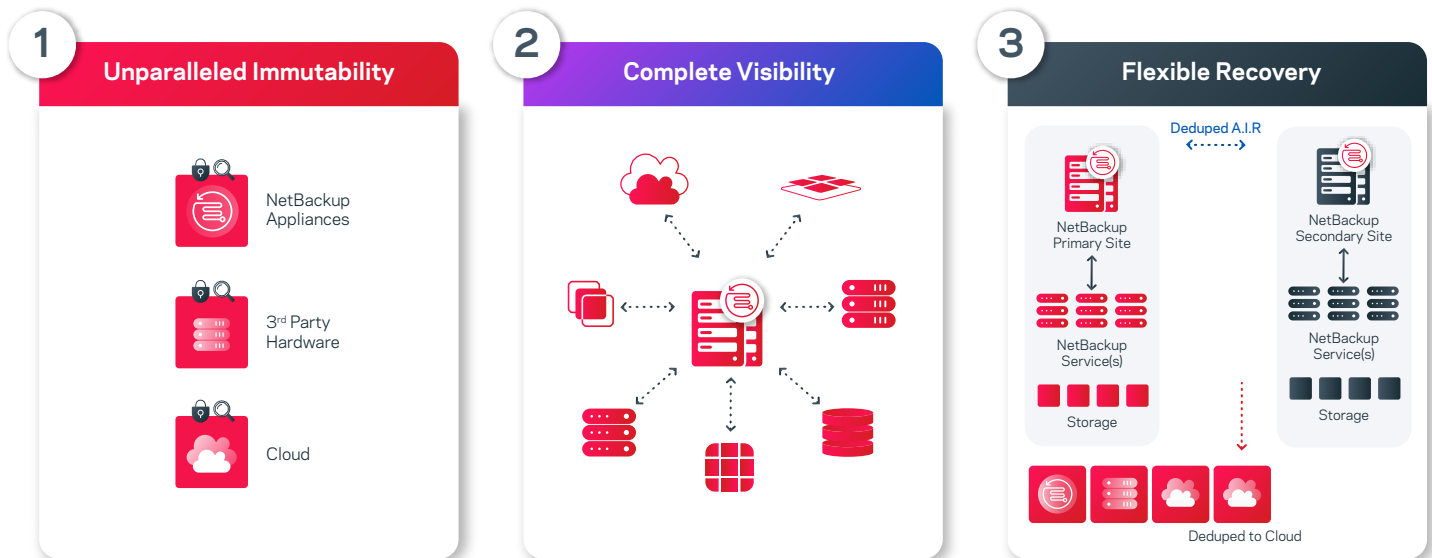 1
Unparalleled Immutability
NetBackup
Appliances
3rd Party
Hardware
Cloud
2
Complete Visibility
3
Flexible Recovery
Deduped A.I.R
NetBackup
Primary Site
NetBackup
Service(s)
Storage
NetBackup
Secondary Site
NetBackup
Service(s)
Storage
Deduped to Cloud